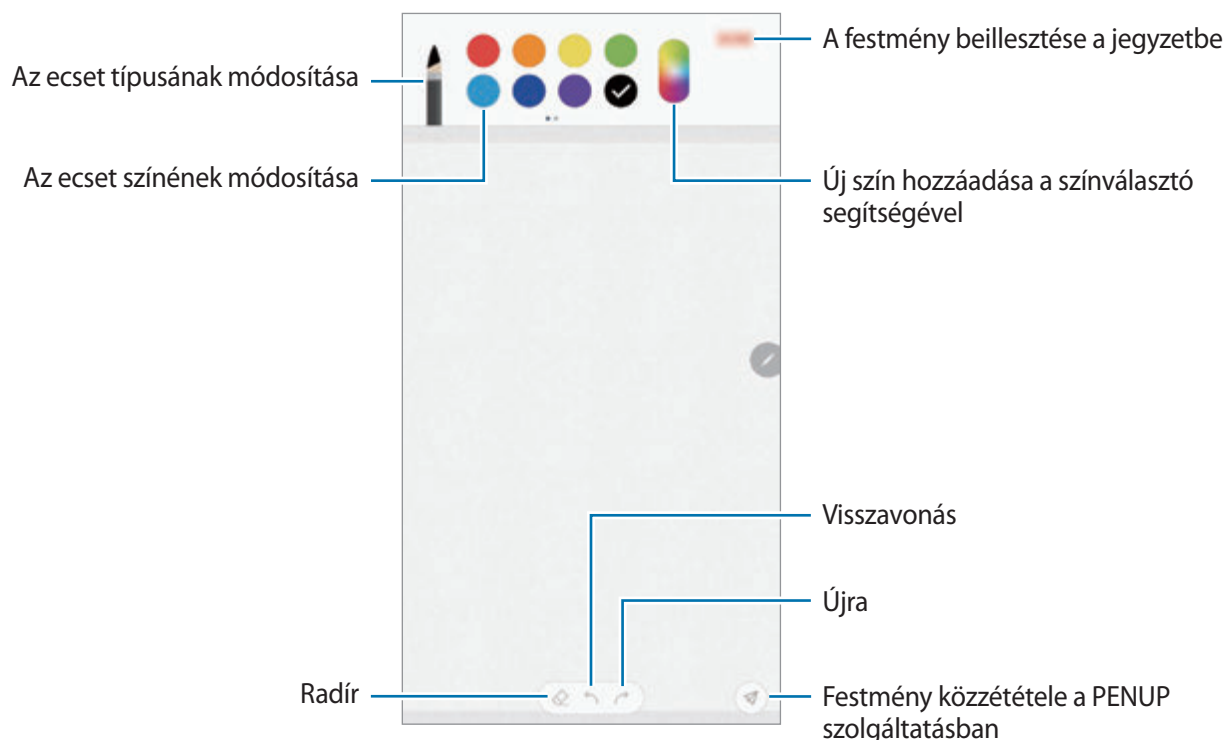 A festmény beillesztése a jegyzetbe
Az ecset típusának módosítása
Az ecset színének módosítása
Új szín hozzáadása a színválasztó
segítségével
Visszavonás
Újra
Radír
Festmény közzététele a PENUP
szolgáltatásban